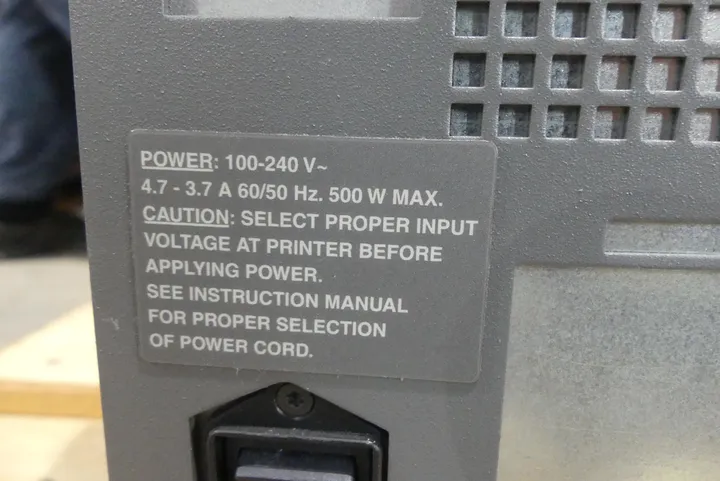 POWER: 100-240 V~
4.7 - 3.7 A 60/50 Hz. 500 W MAX.
CAUTION: SELECT PROPER INPUT
VOLTAGE AT PRINTER BEFORE
APPLYING POWER.
SEE INSTRUCTION MANUAL
FOR PROPER SELECTION
OF POWER CORD.